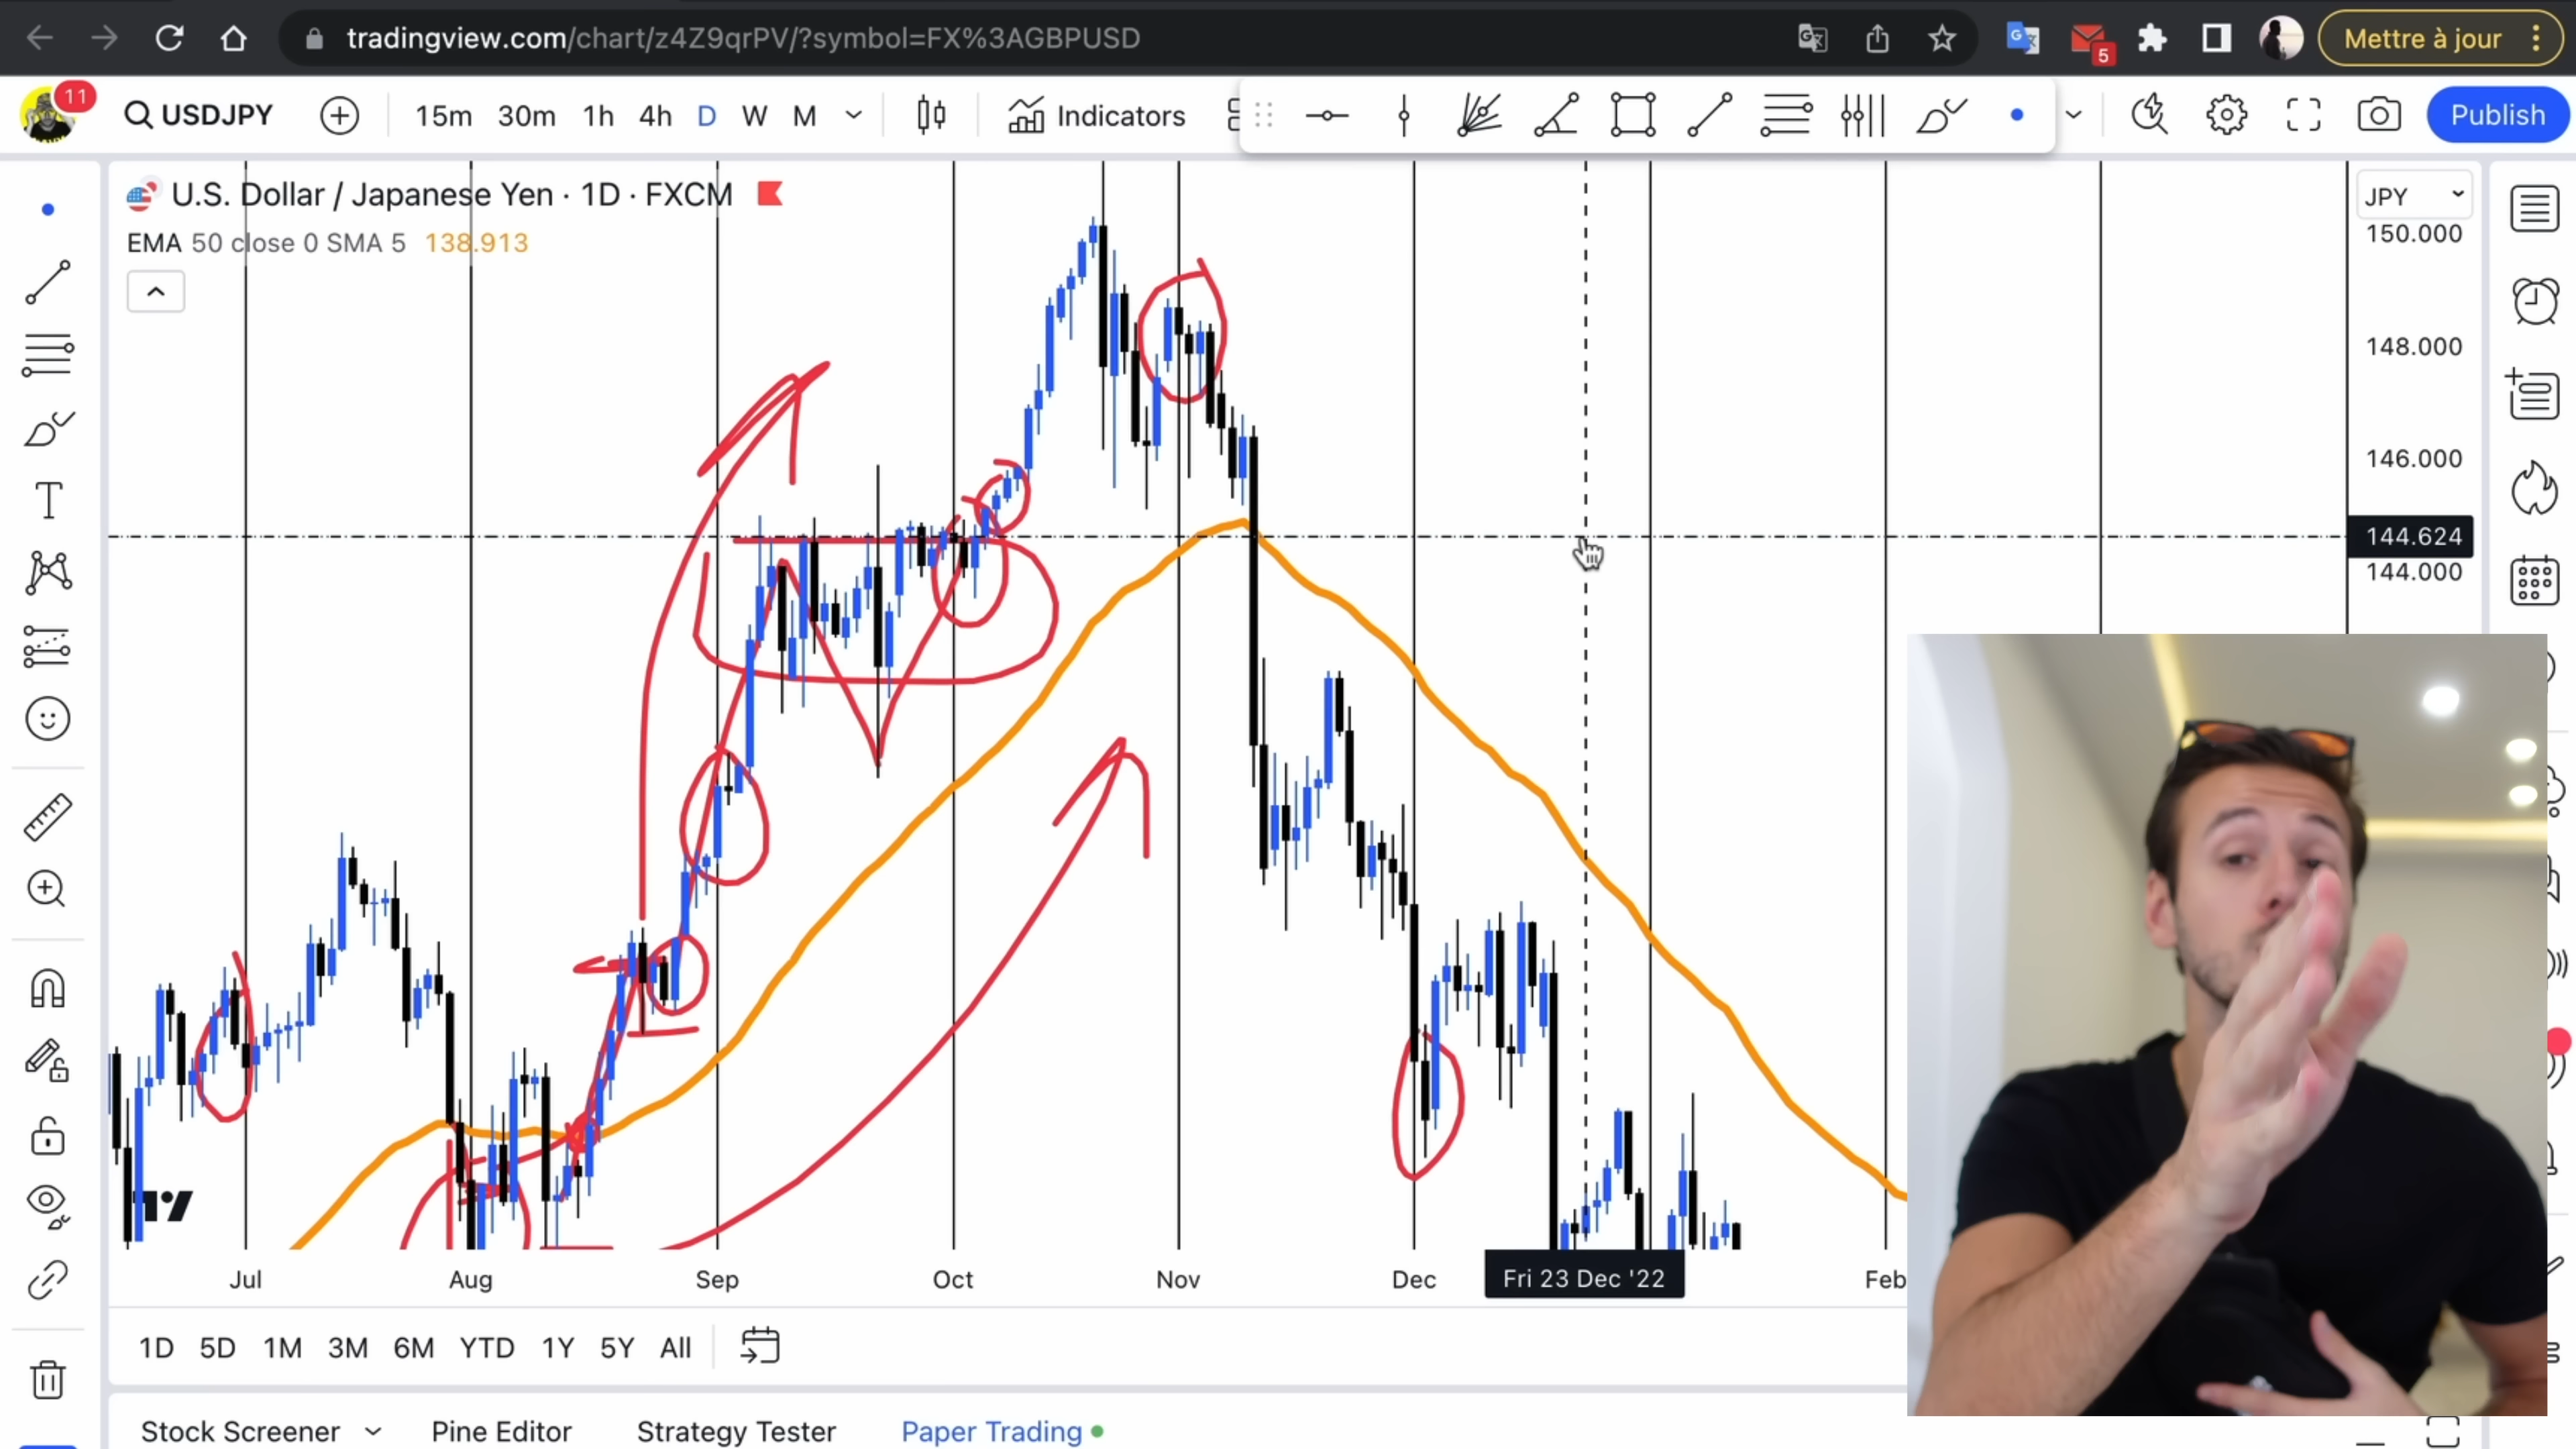 tradingview.com/chart/z4Z9qrPV/?symbol=FX%3AGBPUSD
5
Mettre à jour
11
USDJPY
15m 30m 1h 4h D W M
Indicators
Publish
U.S. Dollar / Japanese Yen · 1D · FXCM
EMA 50 close 0 SMA 5 138.913
JPY
150.000
148.000
146.000
144.624
144.000
Jul Aug Sep Oct Nov Dec Fri 23 Dec '22 Feb
1D 5D 1M 3M 6M YTD 1Y 5Y All
Stock Screener Pine Editor Strategy Tester Paper Trading